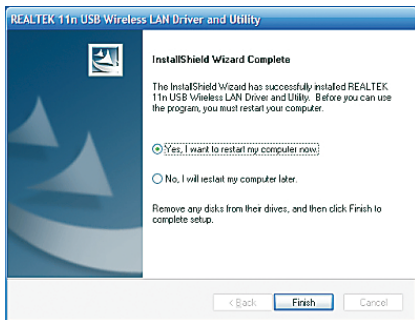 REALTEK 11n USB Wireless LAN Driver and Utility
InstallShield Wizard Complete
The InstallShield Wizard has successfully installed REALTEK
11n USB Wireless LAN Driver and Utility. Before you can use
the program, you must restart your computer.
Yes, I want to restart my computer now.
No, I will restart my computer later.
Remove any disks from their drives, and then click Finish to
complete setup.
< Back
Finish
Cancel